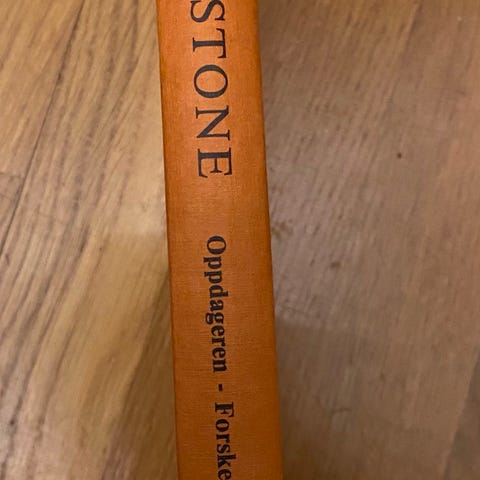 STONE
Oppdageren - Forske